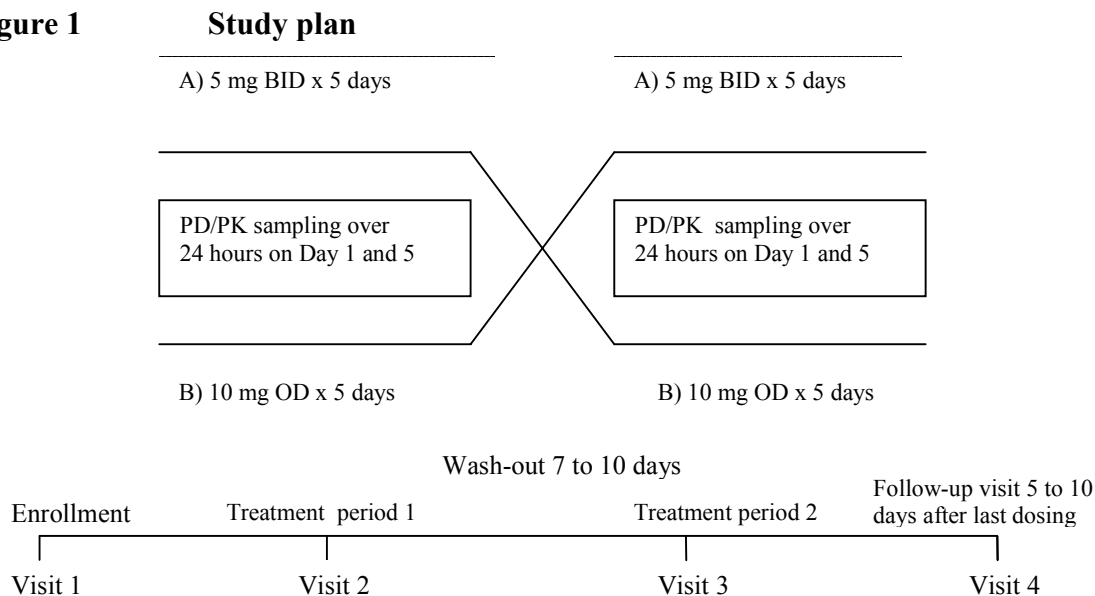 gure 1 Study plan
A) 5 mg BID x 5 days A) 5 mg BID x 5 days
PD/PK sampling over
24 hours on Day 1 and 5
PD/PK sampling over
24 hours on Day 1 and 5
B) 10 mg OD x 5 days B) 10 mg OD x 5 days
Wash-out 7 to 10 days
Enrollment Treatment period 1 Treatment period 2
Follow-up visit 5 to 10
days after last dosing
Visit 1 Visit 2 Visit 3 Visit 4